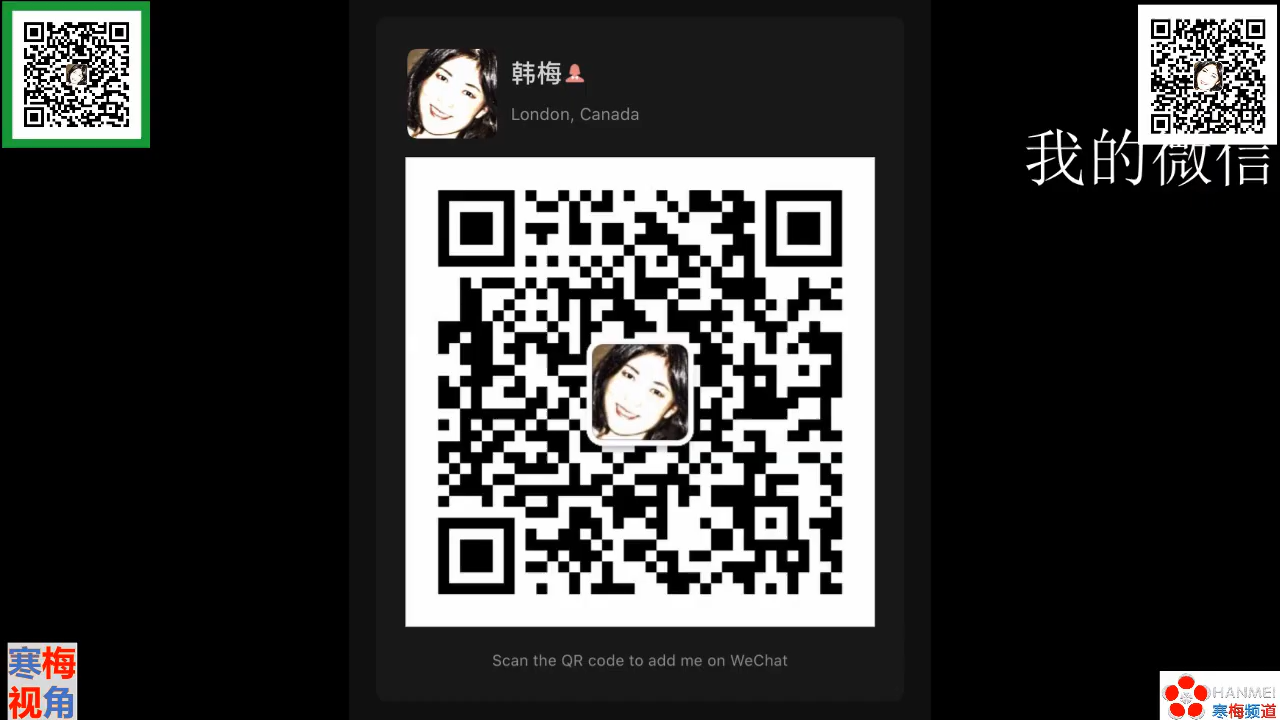 韩梅
London, Canada
我的微信
Scan the QR code to add me on WeChat
寒梅
视角
HANMEI
寒梅频道